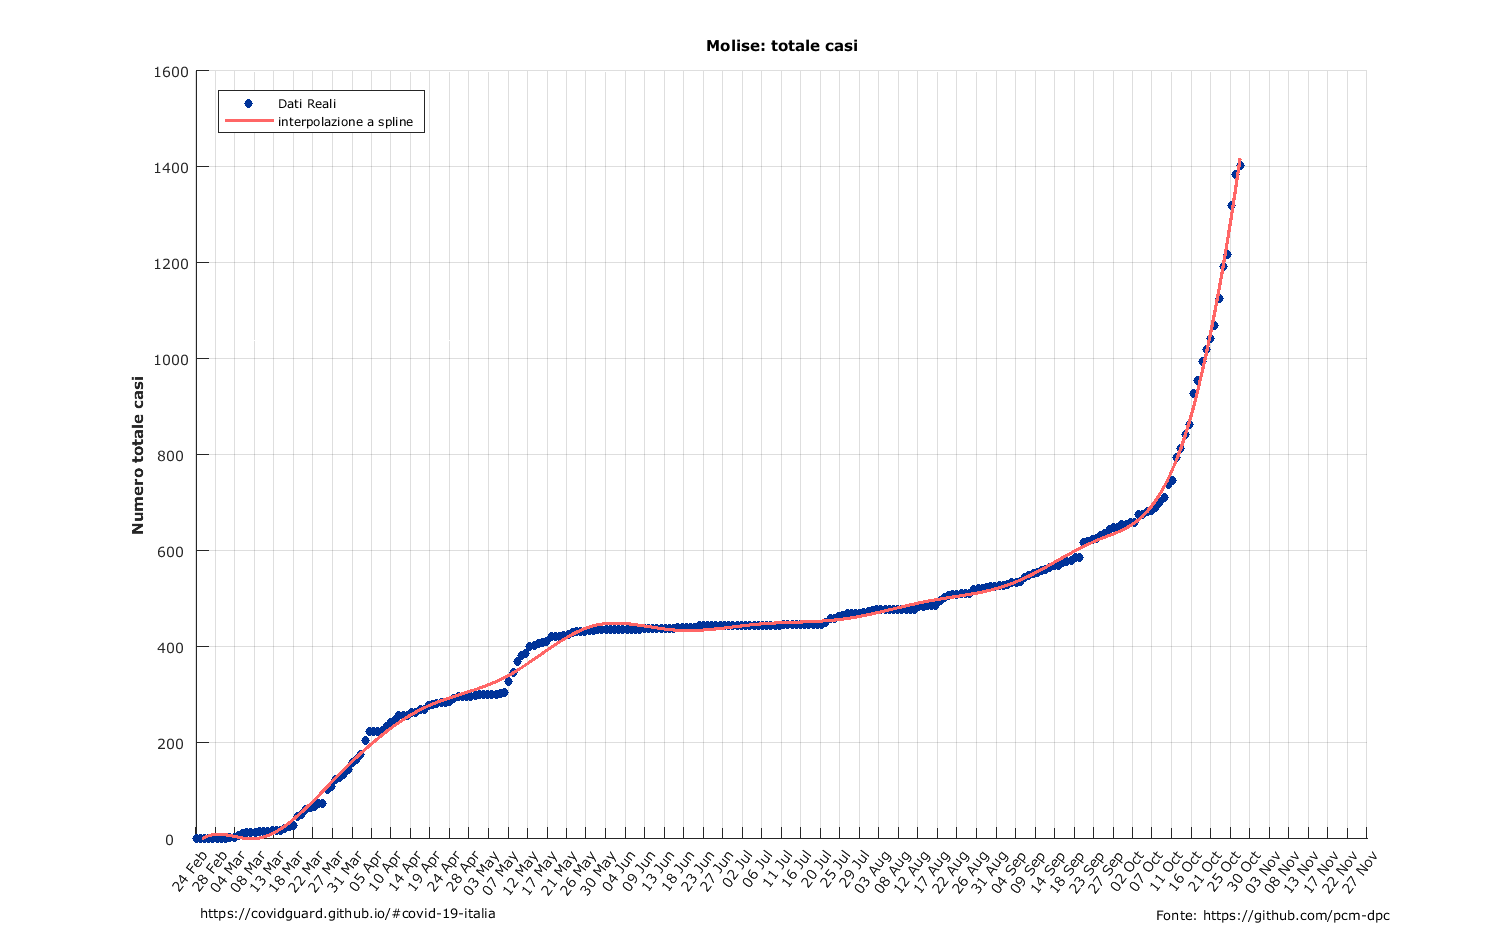 Molise: totale casi
1600
1400
1200
1000
800
600
400
200
0
Numero totale casi
Dati Reali
interpolazione a spline
24 Feb
28 Feb
04 Mar
08 Mar
13 Mar
18 Mar
22 Mar
27 Mar
31 Mar
05 Apr
10 Apr
14 Apr
19 Apr
24 Apr
28 Apr
03 May
07 May
12 May
17 May
21 May
26 May
30 May
04 Jun
09 Jun
13 Jun
18 Jun
23 Jun
27 Jun
02 Jul
06 Jul
11 Jul
16 Jul
20 Jul
25 Jul
29 Jul
03 Aug
08 Aug
12 Aug
17 Aug
22 Aug
26 Aug
31 Aug
04 Sep
09 Sep
14 Sep
18 Sep
23 Sep
27 Sep
02 Oct
07 Oct
11 Oct
16 Oct
21 Oct
25 Oct
30 Oct
03 Nov
08 Nov
13 Nov
17 Nov
22 Nov
27 Nov
https://covidguard.github.io/#covid-19-italia
Fonte: https://github.com/pcm-dpc